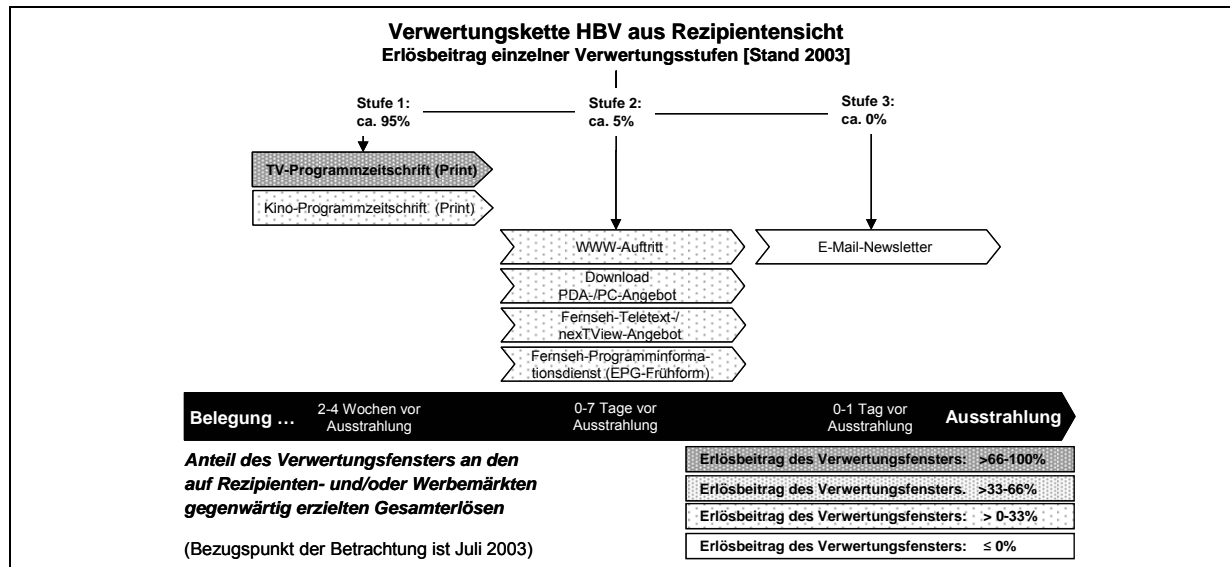 Verwertungskette HBV aus Rezipientensicht
Erlösbeitrag einzelner Verwertungsstufen [Stand 2003]
Stufe 1:
ca. 95%
Stufe 2:
ca. 5%
Stufe 3:
ca. 0%
TV-Programmzeitschrift (Print)
Kino-Programmzeitschrift (Print)
WWW-Auftritt
E-Mail-Newsletter
Download
PDA-/PC-Angebot
Fernseh-Teletext-/
nexTView-Angebot
Fernseh-Programminforma-
tionsdienst (EPG-Frühform)
Belegung …
2-4 Wochen vor
Ausstrahlung
0-7 Tage vor
Ausstrahlung
0-1 Tag vor
Ausstrahlung
Ausstrahlung
Anteil des Verwertungsfensters an den
auf Rezipienten- und/oder Werbemärkten
gegenwärtig erzielten Gesamterlösen
(Bezugspunkt der Betrachtung ist Juli 2003)
Erlösbeitrag des Verwertungsfensters: >66-100%
Erlösbeitrag des Verwertungsfensters. >33-66%
Erlösbeitrag des Verwertungsfensters: > 0-33%
Erlösbeitrag des Verwertungsfensters: ≤ 0%